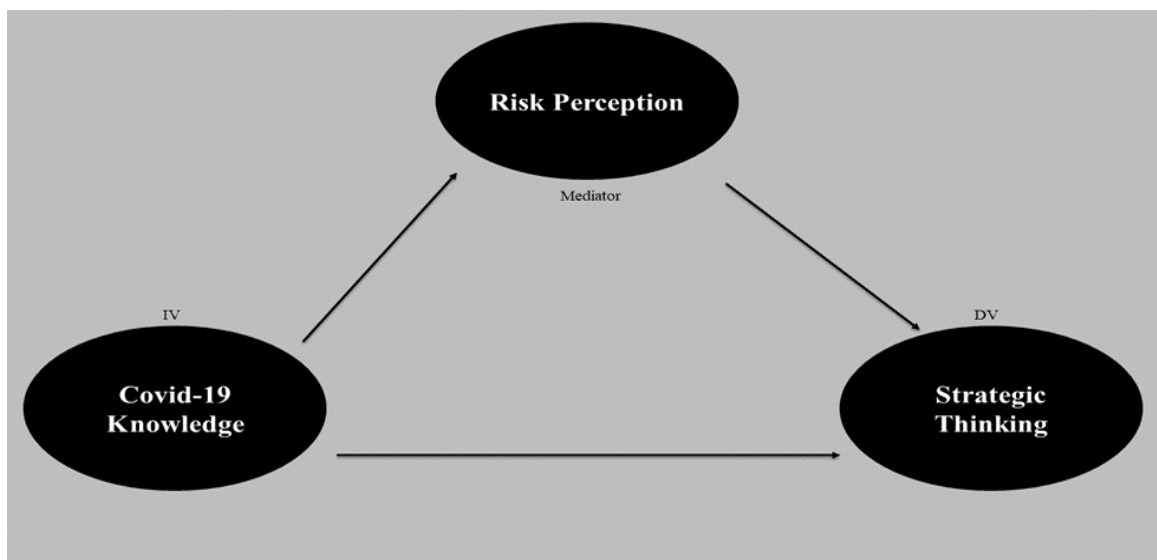 Risk Perception
Mediator
IV
DV
Covid-19
Knowledge
Strategic
Thinking